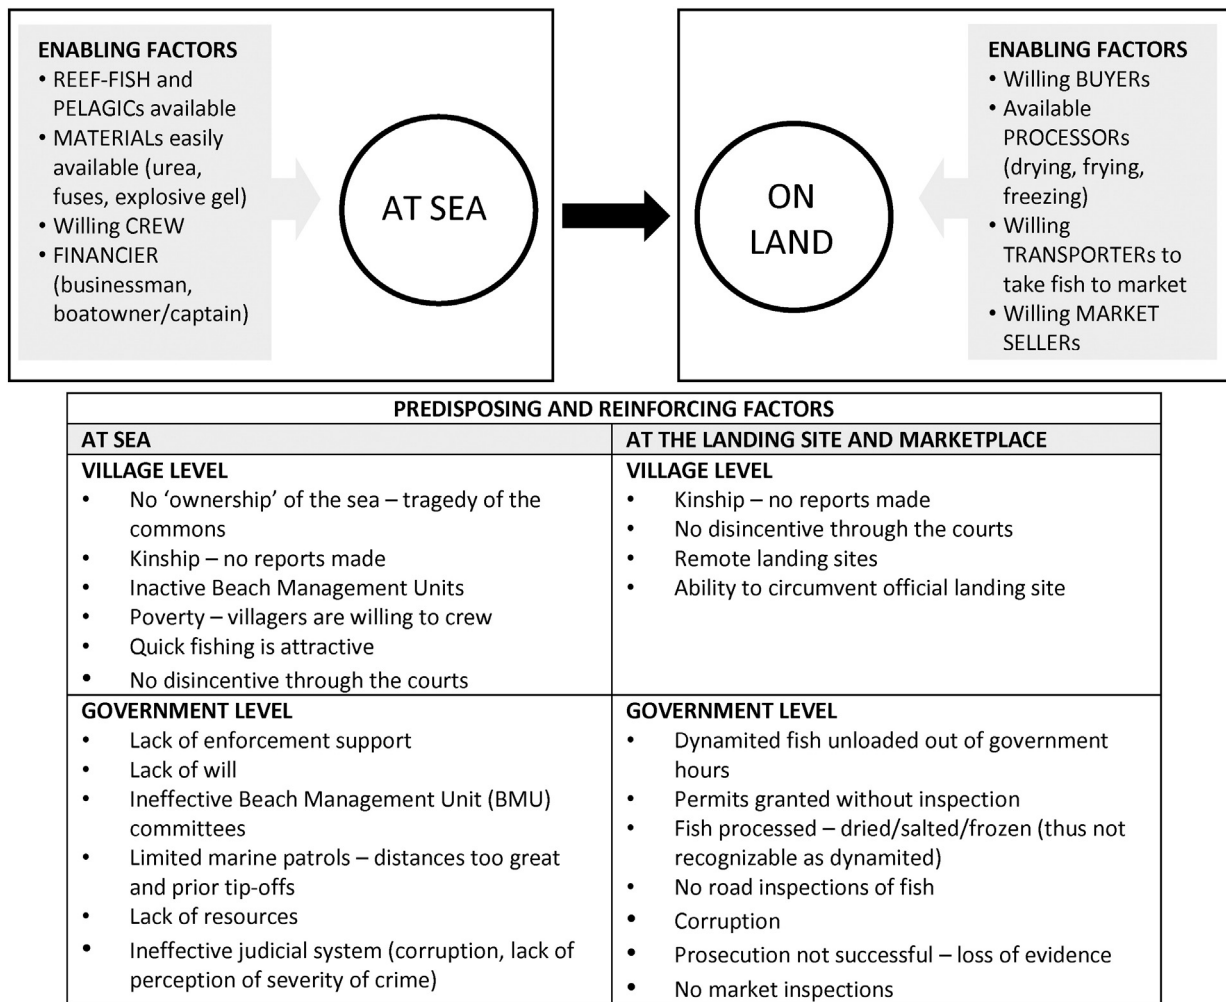 ENABLING FACTORS
• REEF-FISH and
PELAGICs available
• MATERIALs easily
available (urea,
fuses, explosive gel)
• Willing CREW
• FINANCIER
(businessman,
boatowner/captain)
AT SEA
ON
LAND
ENABLING FACTORS
• Willing BUYERs
• Available
PROCESSORs
(drying, frying,
freezing)
• Willing
TRANSPORTERs to
take fish to market
• Willing MARKET
SELLERs
PREDISPOSING AND REINFORCING FACTORS
AT SEA
AT THE LANDING SITE AND MARKETPLACE
VILLAGE LEVEL
• No ‘ownership’ of the sea – tragedy of the
commons
• Kinship – no reports made
• Inactive Beach Management Units
• Poverty – villagers are willing to crew
• Quick fishing is attractive
• No disincentive through the courts
VILLAGE LEVEL
• Kinship – no reports made
• No disincentive through the courts
• Remote landing sites
• Ability to circumvent official landing site
GOVERNMENT LEVEL
• Lack of enforcement support
• Lack of will
• Ineffective Beach Management Unit (BMU)
committees
• Limited marine patrols – distances too great
and prior tip-offs
• Lack of resources
• Ineffective judicial system (corruption, lack of
perception of severity of crime)
GOVERNMENT LEVEL
• Dynamited fish unloaded out of government
hours
• Permits granted without inspection
• Fish processed – dried/salted/frozen (thus not
recognizable as dynamited)
• No road inspections of fish
• Corruption
• Prosecution not successful – loss of evidence
• No market inspections